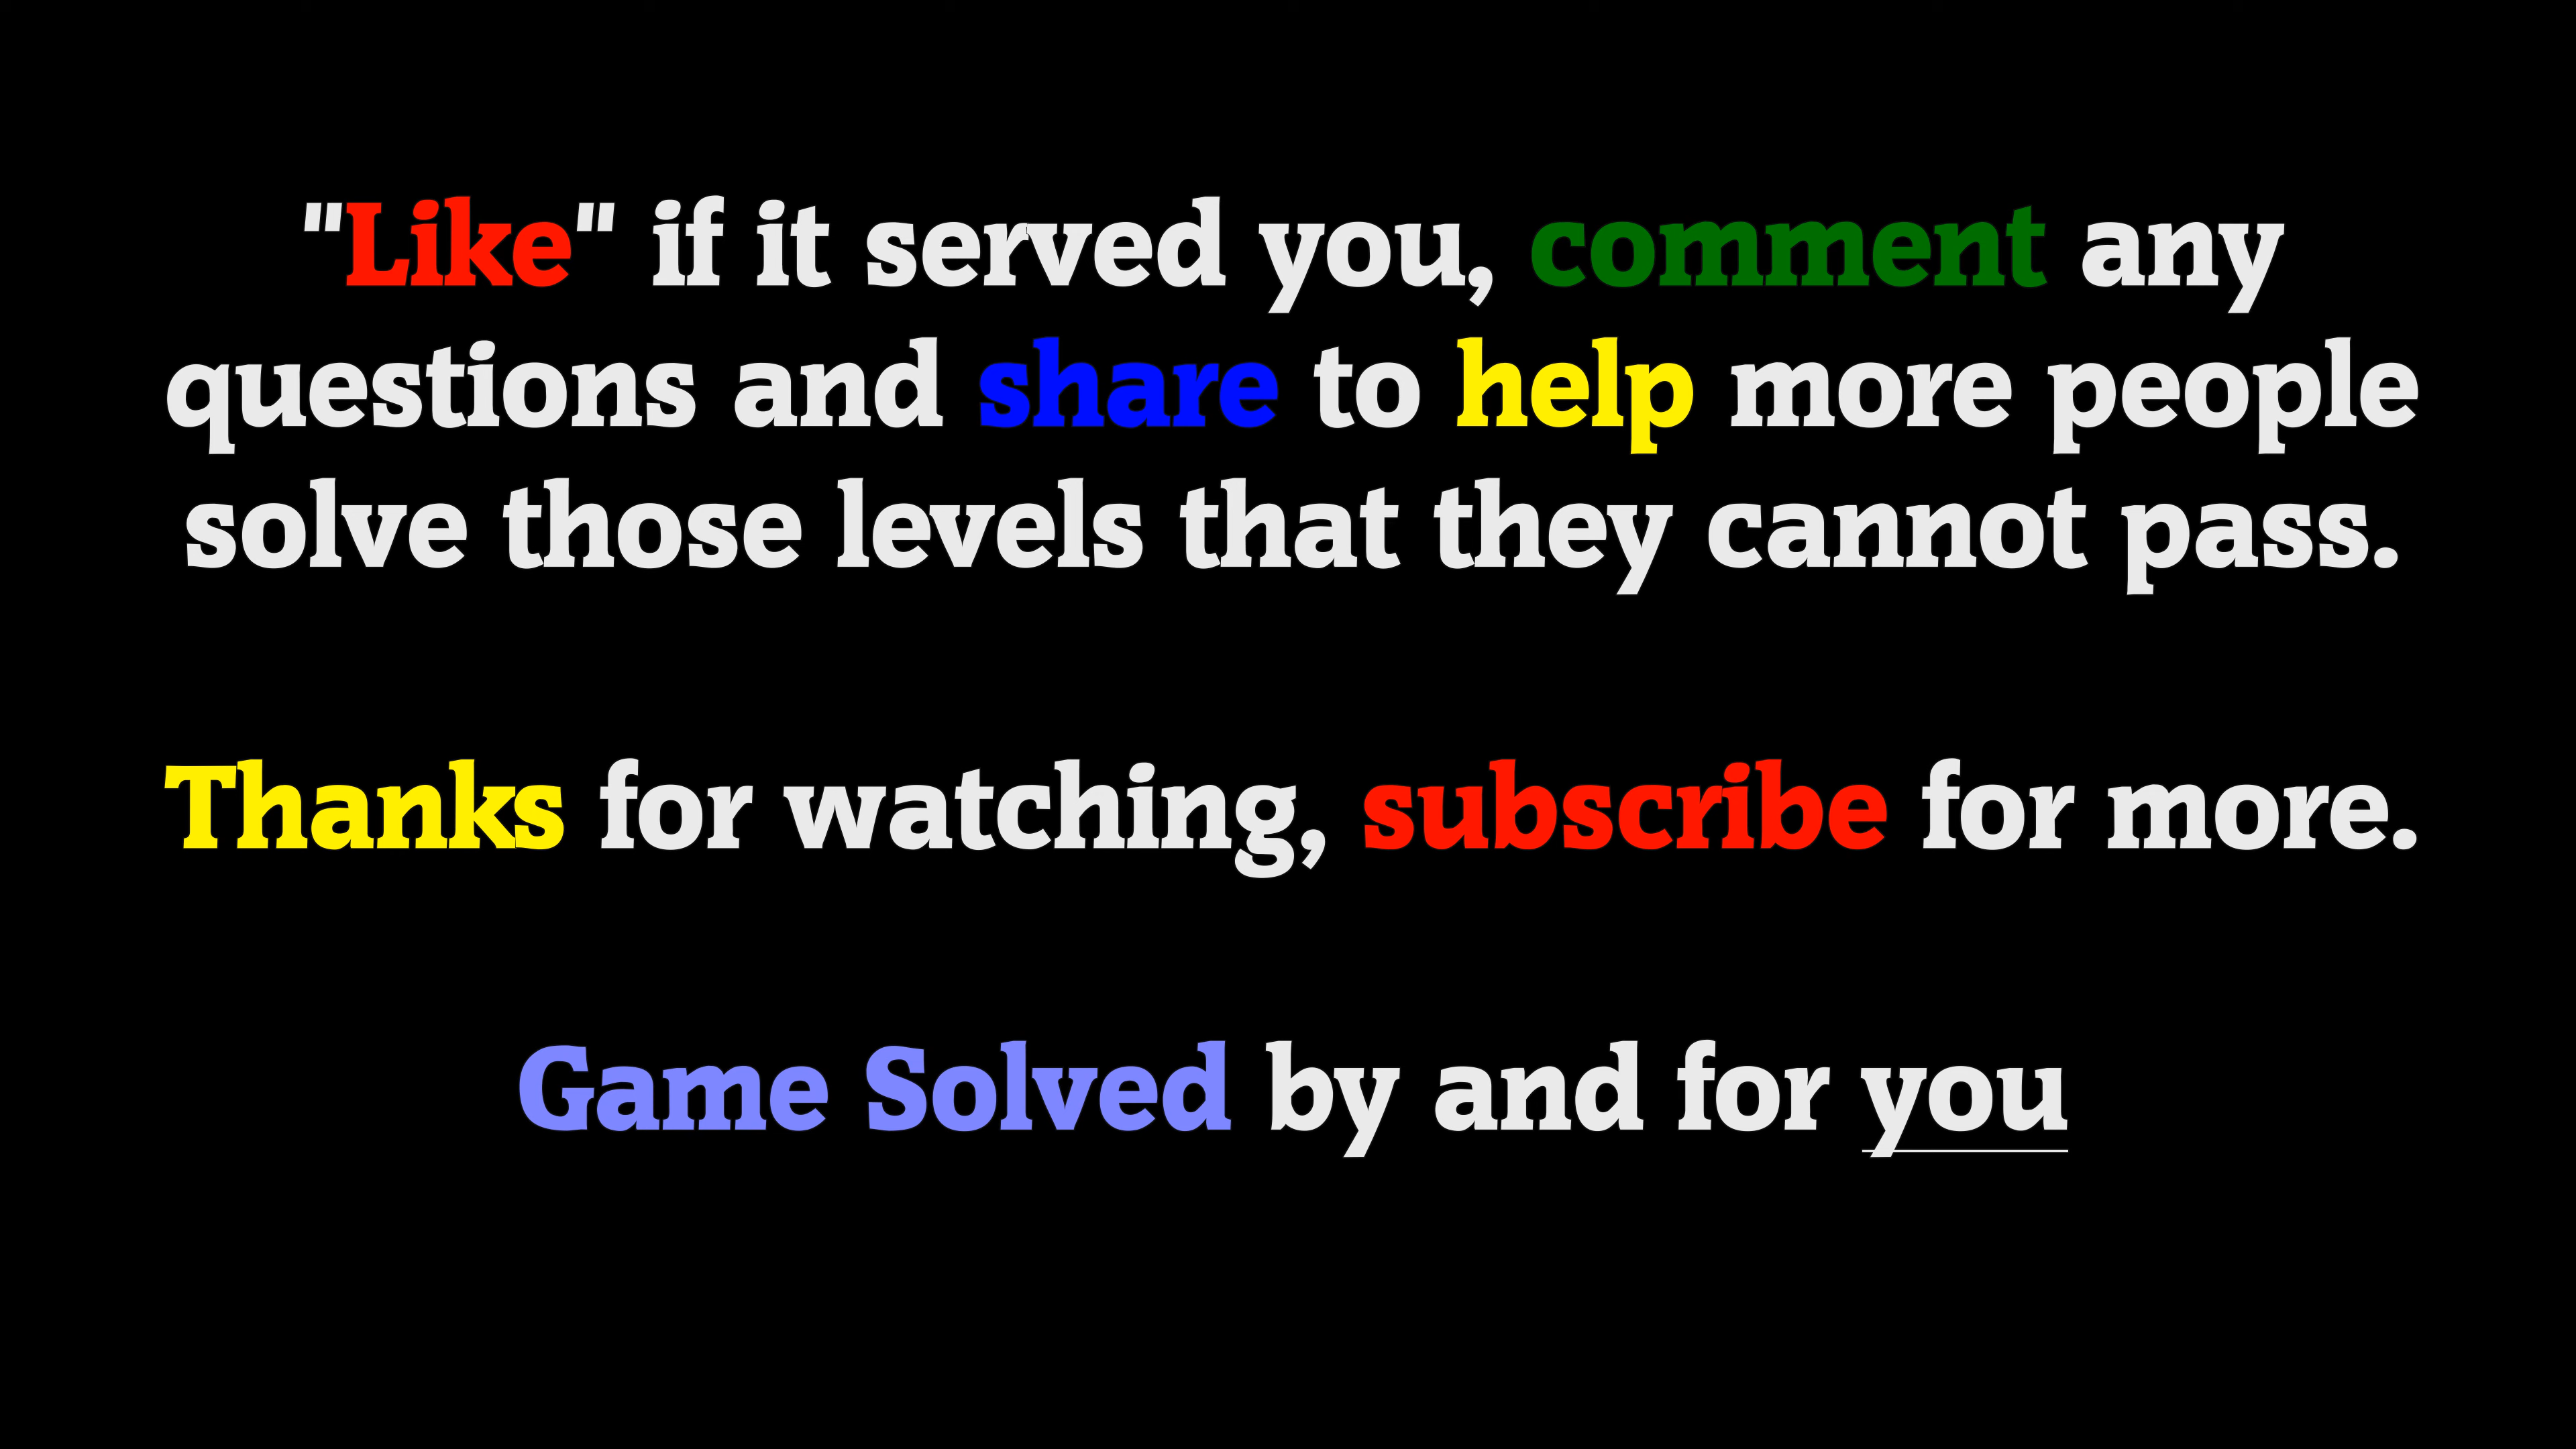 "Like" if it served you, comment any
questions and share to help more people
solve those levels that they cannot pass.
Thanks for watching, subscribe for more.
Game Solved by and for you